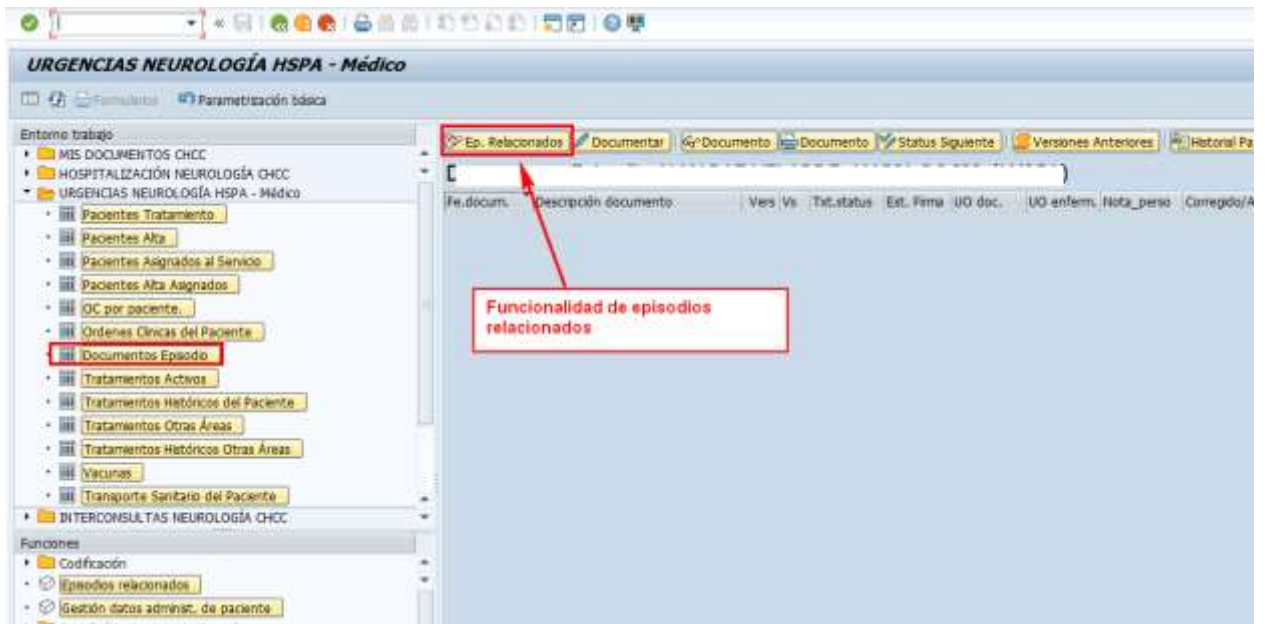 URGENCIAS NEUROLOGÍA HSPA - Médico
Formularios Parametrización básica
Entorno trabajo
MIS DOCUMENTOS CHCC
HOSPITALIZACIÓN NEUROLOGÍA CHCC
URGENCIAS NEUROLOGÍA HSPA - Médico
Pacientes Tratamiento
Pacientes Alta
Pacientes Asignados al Servicio
Pacientes Alta Asignados
OC por paciente.
Ordenes Clínicas del Paciente
Documentos Episodio
Tratamientos Activos
Tratamientos Históricos del Paciente
Tratamientos Otras Áreas
Tratamientos Históricos Otras Áreas
Vacunas
Transporte Sanitario del Paciente
INTERCONSULTAS NEUROLOGÍA CHCC
Funciones
Codificación
Episodios relacionados
Gestión datos administ. de paciente
Ep. Relacionados Documentar Documento Documento Status Siguiente Versiones Anteriores Historial Pa
Fe.docum. Descripción documento Vers Vs Txt.status Est. Firma UO doc. UO enferm. Nota_perso Corregido/A
Funcionalidad de episodios
relacionados